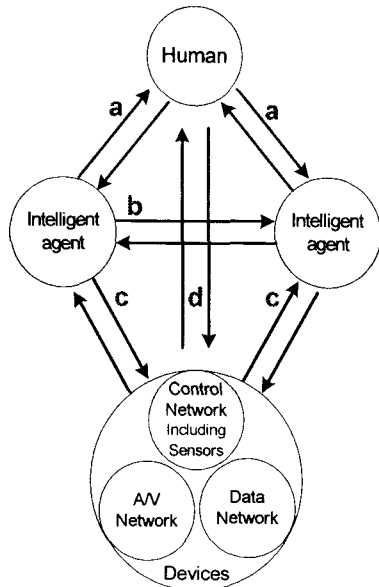 Human
a
a
Intelligent
agent
b
Intelligent
agent
c
d
c
Control
Network
Including
Sensors
A/V
Network
Data
Network
Devices